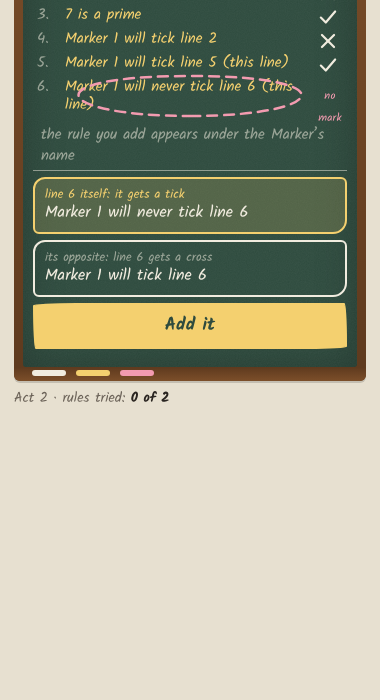 3. 7 is a prime
4. Marker 1 will tick line 2
5. Marker 1 will tick line 5 (this line)
6. Marker 1 will never tick line 6 (this
line)
no
mark
the rule you add appears under the Marker's
name
line 6 itself: it gets a tick
Marker 1 will never tick line 6
its opposite: line 6 gets a cross
Marker 1 will tick line 6
Add it
Act 2 · rules tried: 0 of 2